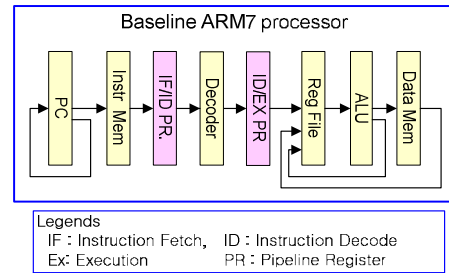 Baseline ARM7 processor
PC
Instr Mem
IF/ID PR.
Decoder
ID/EX PR
Reg File
ALU
Data Mem
Legends
IF : Instruction Fetch, ID : Instruction Decode
Ex: Execution PR : Pipeline Register